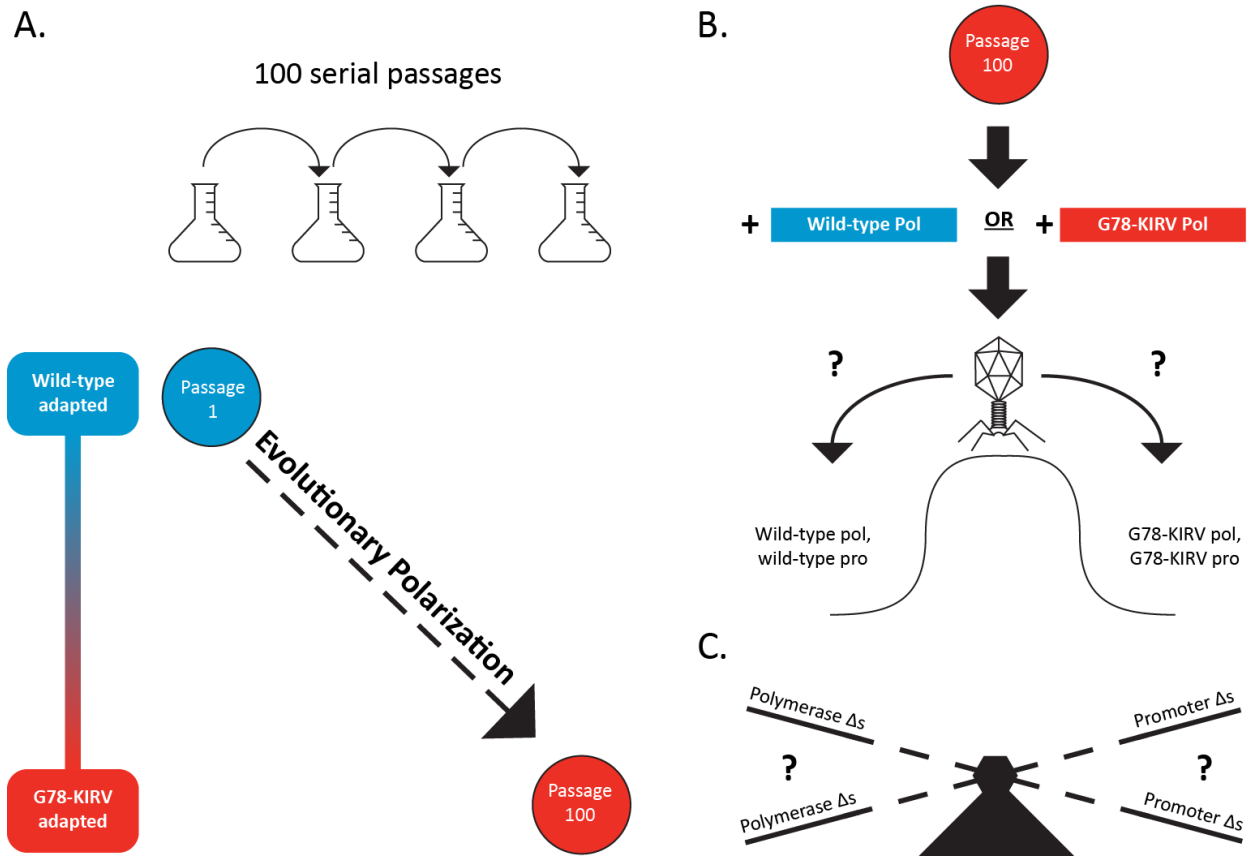 A.
100 serial passages
Wild-type
adapted
Passage
1
Evolutionary Polarization
G78-KIRV
adapted
Passage
100
B.
Passage
100
+ Wild-type Pol OR + G78-KIRV Pol
? ?
Wild-type pol,
wild-type pro
G78-KIRV pol,
G78-KIRV pro
C.
Polymerase Δs
Promoter Δs
? ?
Polymerase Δs
Promoter Δs